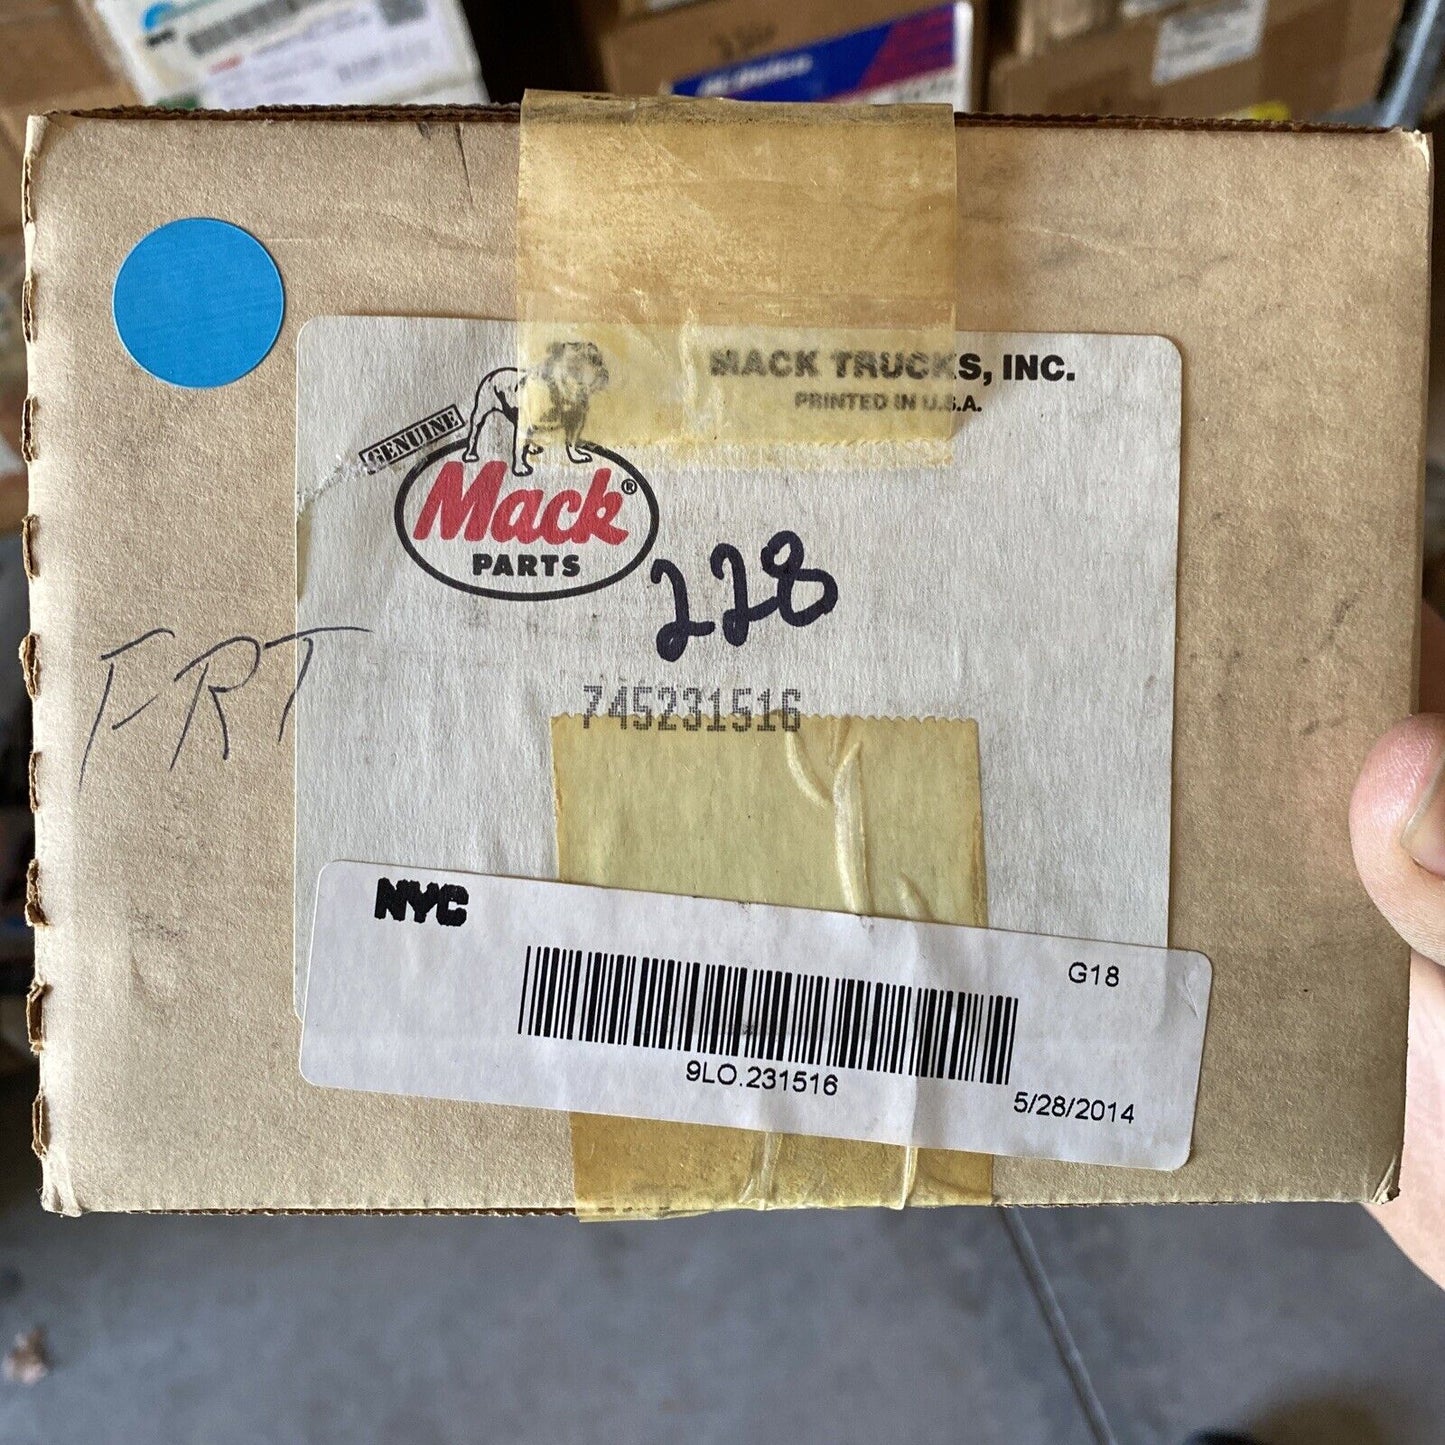 MACK TRUCKS, INC.
PRINTED IN U.S.A.
GENUINE
Mack®
PARTS
228
745231516
FRT
NYC
G18
9LO.231516
5/28/2014